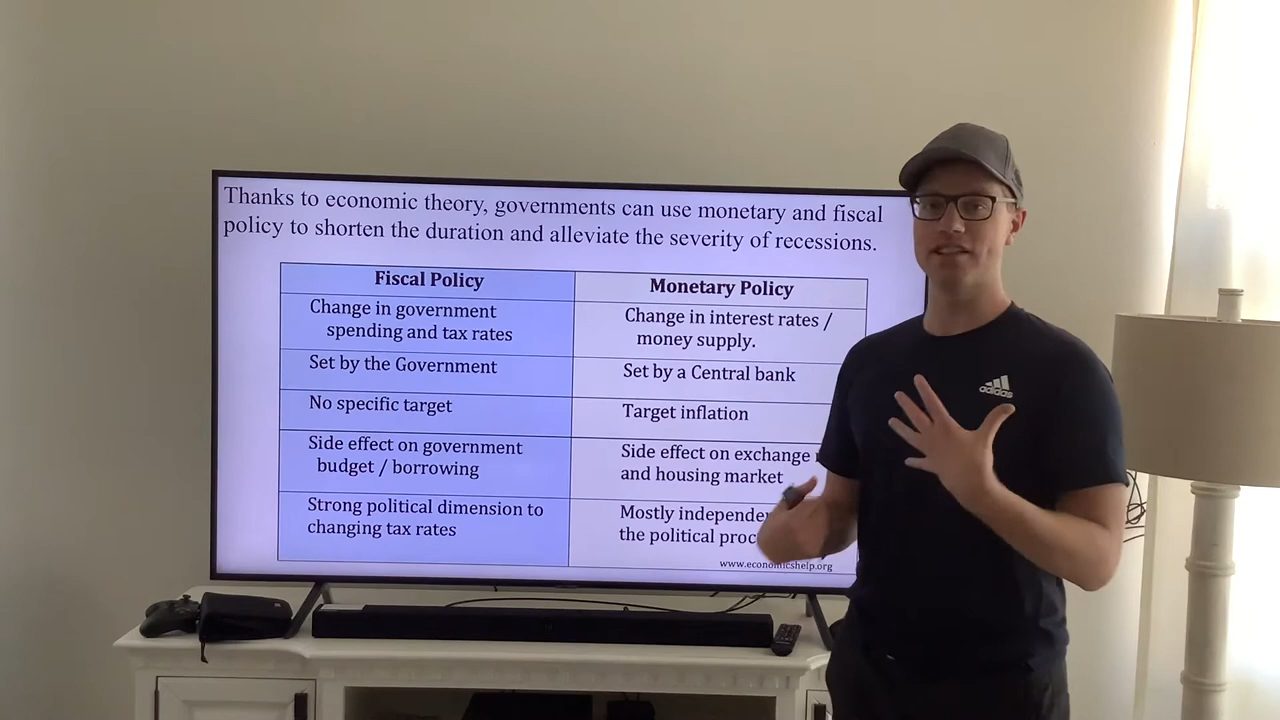 Thanks to economic theory, governments can use monetary and fiscal
policy to shorten the duration and alleviate the severity of recessions.
Fiscal Policy
Monetary Policy
Change in government
spending and tax rates
Change in interest rates /
money supply.
Set by the Government
Set by a Central bank
No specific target
Target inflation
Side effect on government
budget / borrowing
Side effect on exchange
and housing market
Strong political dimension to
changing tax rates
Mostly
the political
www.economicshelp.org
adidas